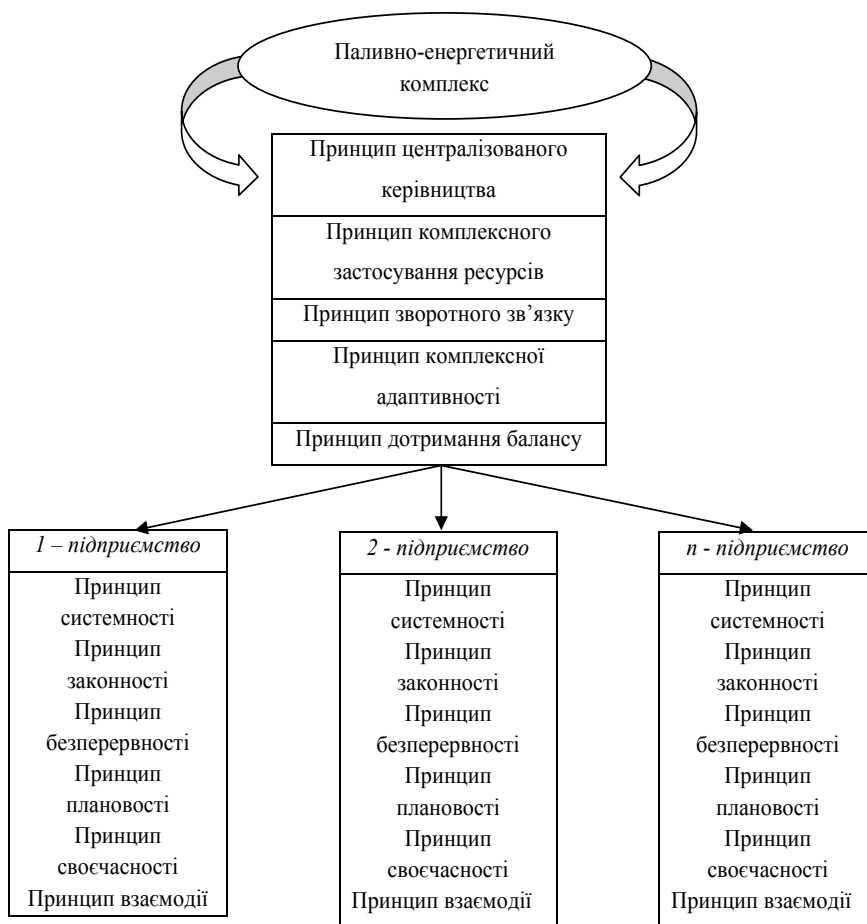 Паливно-енергетичний
комплекс
Принцип централізованого
керівництва
Принцип комплексного
застосування ресурсів
Принцип зворотного зв’язку
Принцип комплексної
адаптивності
Принцип дотримання балансу
1 – підприємство
Принцип
системності
Принцип
законності
Принцип
безперервності
Принцип
плановості
Принцип
своєчасності
Принцип взаємодії
2 - підприємство
Принцип
системності
Принцип
законності
Принцип
безперервності
Принцип
плановості
Принцип
своєчасності
Принцип взаємодії
n - підприємство
Принцип
системності
Принцип
законності
Принцип
безперервності
Принцип
плановості
Принцип
своєчасності
Принцип взаємодії